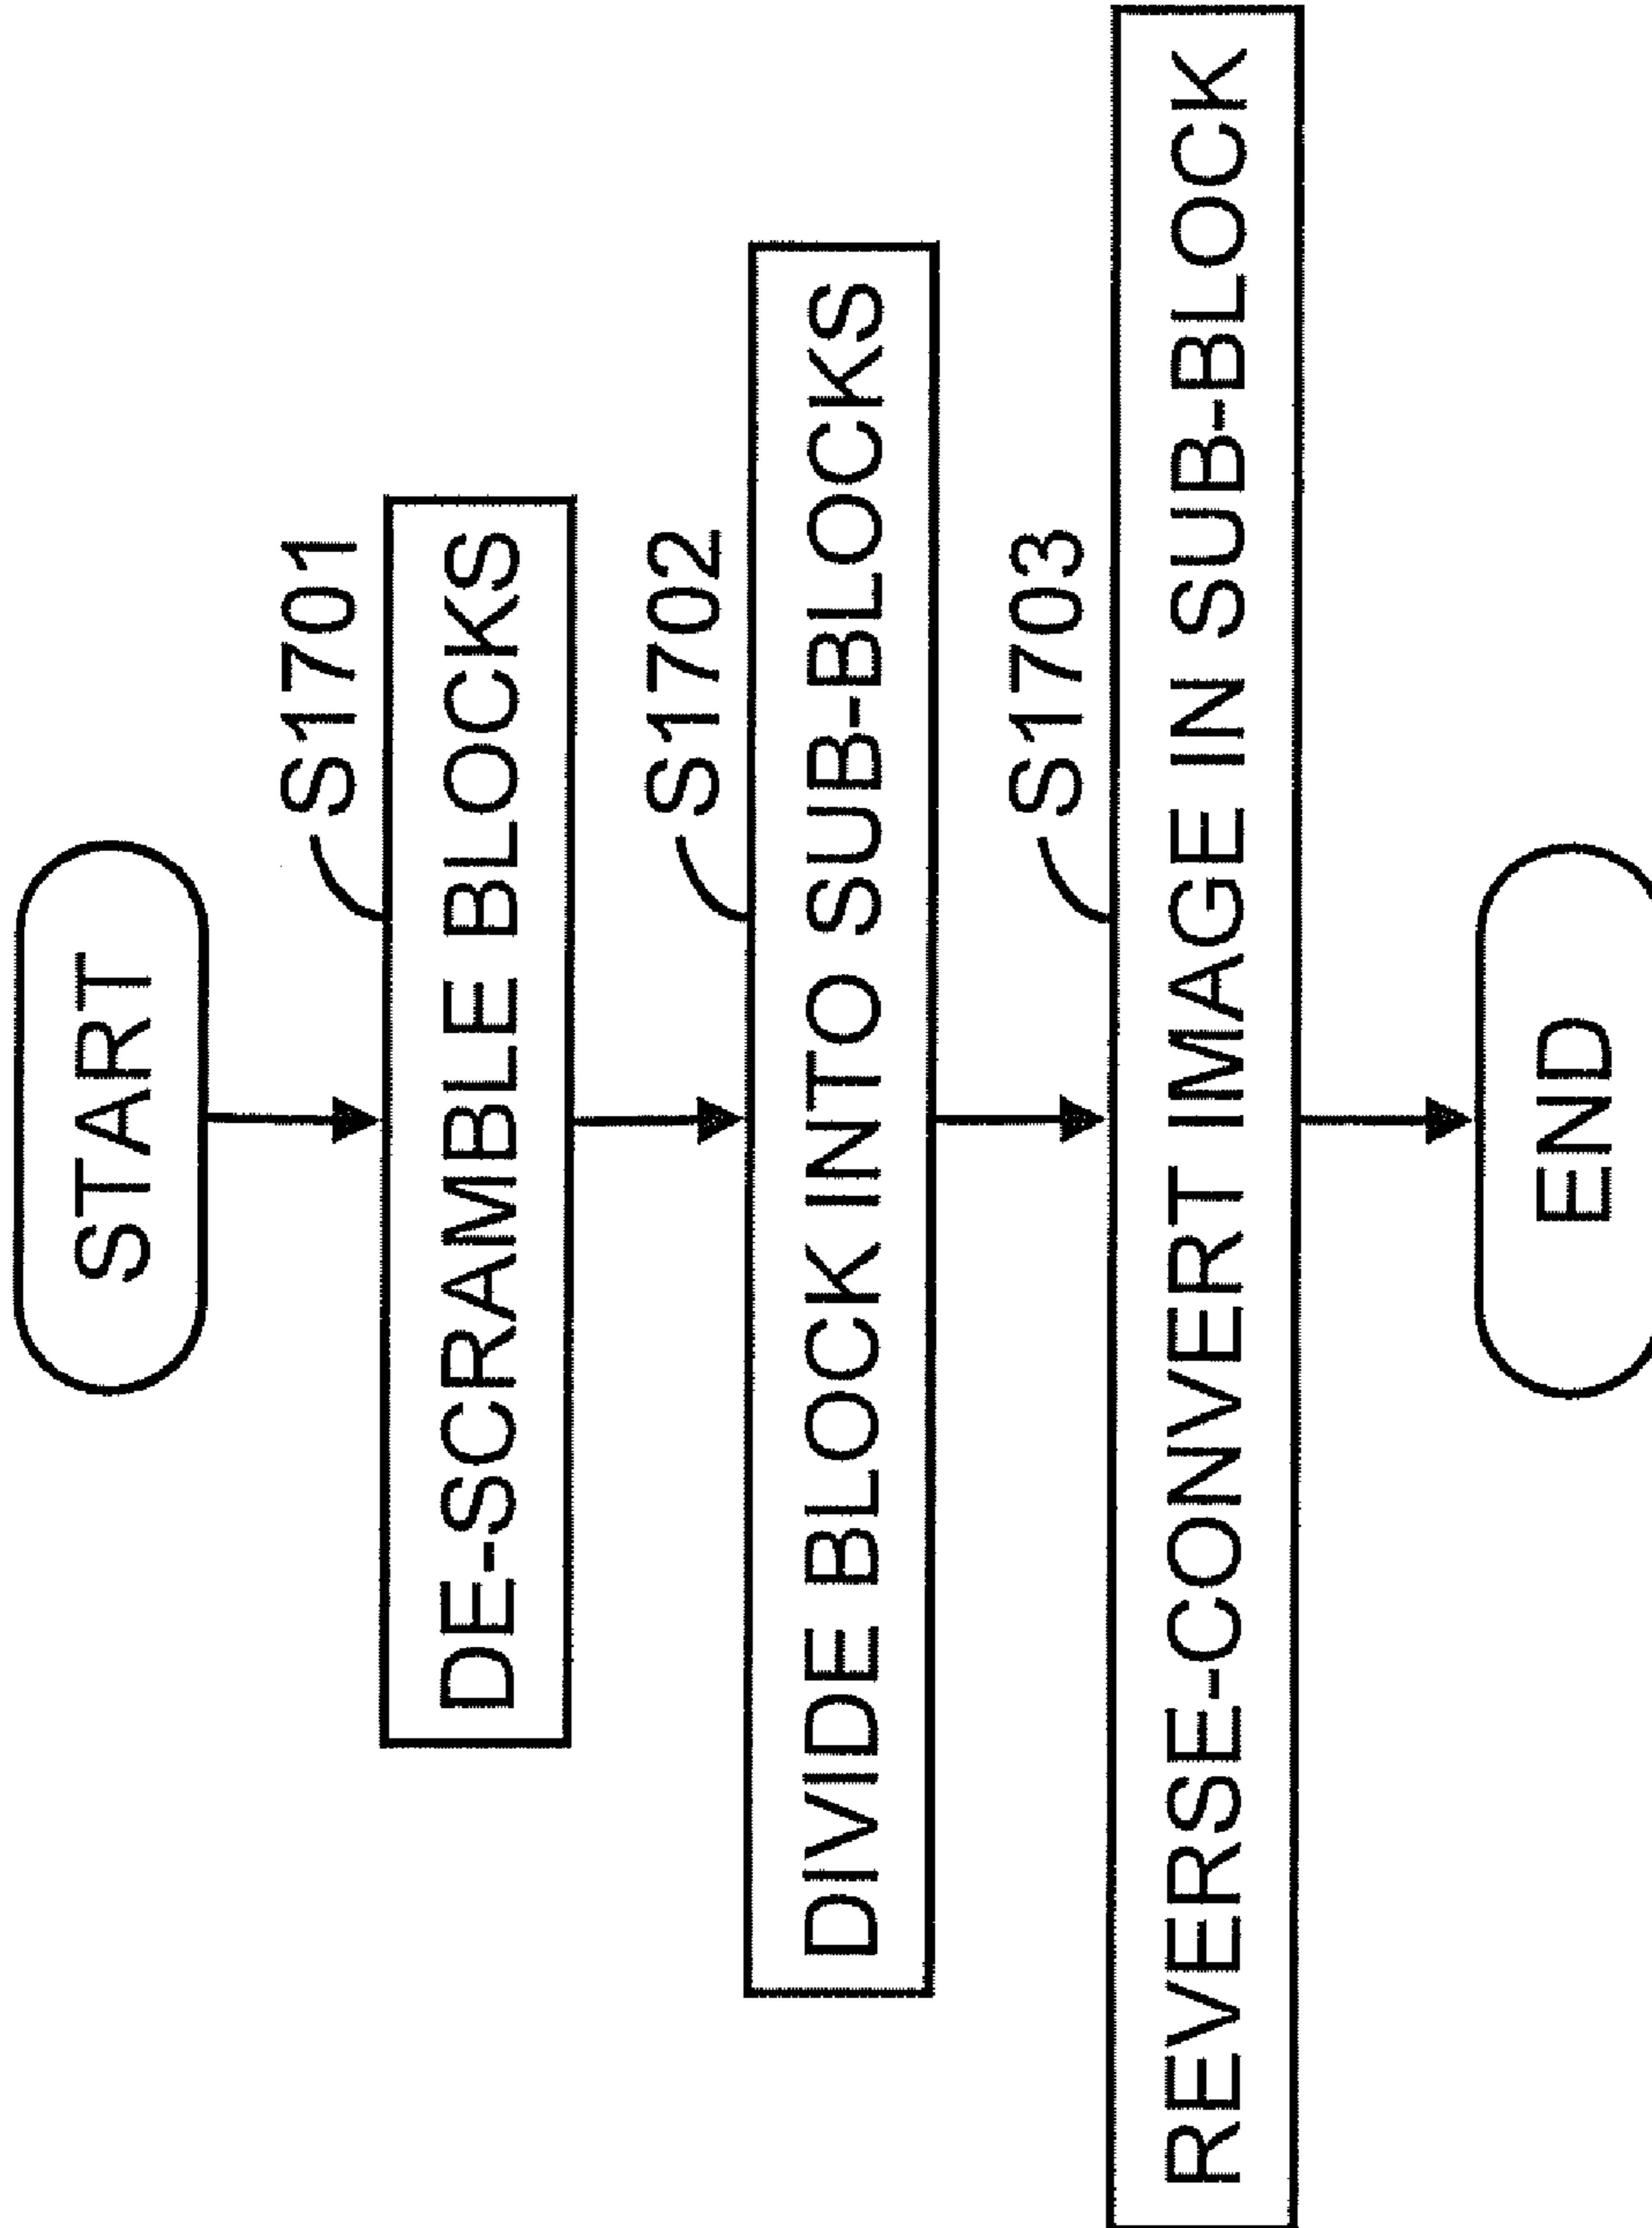 START
S1701
DE-SCRAMBLE BLOCKS
S1702
DIVIDE BLOCK INTO SUB-BLOCKS
S1703
REVERSE-CONVERT IMAGE IN SUB-BLOCK
END